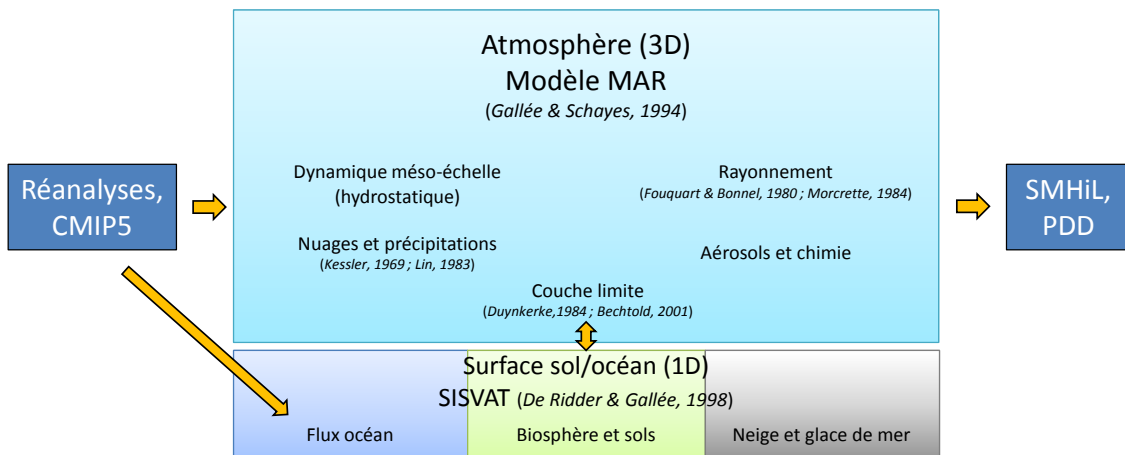 Atmosphère (3D)
Modèle MAR
(Gallée & Schayes, 1994)
Réanalyses,
CMIP5
Dynamique méso-échelle
(hydrostatique)
Rayonnement
(Fouquart & Bonnel, 1980 ; Morcrette, 1984)
Nuages et précipitations
(Kessler, 1969 ; Lin, 1983)
Aérosols et chimie
Couche limite
(Duynkerke,1984 ; Bechtold, 2001)
SMHiL,
PDD
Surface sol/océan (1D)
SISVAT (De Ridder & Gallée, 1998)
Flux océan
Biosphère et sols
Neige et glace de mer